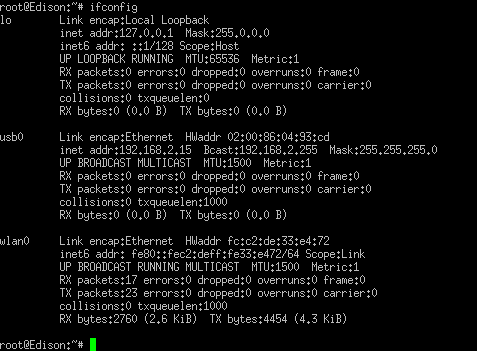 root@Edison:~# ifconfig
lo Link encap:Local Loopback
inet addr:127.0.0.1 Mask:255.0.0.0
inet6 addr: ::1/128 Scope:Host
UP LOOPBACK RUNNING MTU:65536 Metric:1
RX packets:0 errors:0 dropped:0 overruns:0 frame:0
TX packets:0 errors:0 dropped:0 overruns:0 carrier:0
collisions:0 txqueuelen:0
RX bytes:0 (0.0 B) TX bytes:0 (0.0 B)
usb0 Link encap:Ethernet HWaddr 02:00:86:04:93:cd
inet addr:192.168.2.15 Bcast:192.168.2.255 Mask:255.255.255.0
UP BROADCAST MULTICAST MTU:1500 Metric:1
RX packets:0 errors:0 dropped:0 overruns:0 frame:0
TX packets:0 errors:0 dropped:0 overruns:0 carrier:0
collisions:0 txqueuelen:1000
RX bytes:0 (0.0 B) TX bytes:0 (0.0 B)
wlan0 Link encap:Ethernet HWaddr fc:c2:de:33:e4:72
inet6 addr: fe80::fec2:deff:fe33:e472/64 Scope:Link
UP BROADCAST RUNNING MULTICAST MTU:1500 Metric:1
RX packets:17 errors:0 dropped:0 overruns:0 frame:0
TX packets:23 errors:0 dropped:0 overruns:0 carrier:0
collisions:0 txqueuelen:1000
RX bytes:2760 (2.6 KiB) TX bytes:4454 (4.3 KiB)
root@Edison:~#